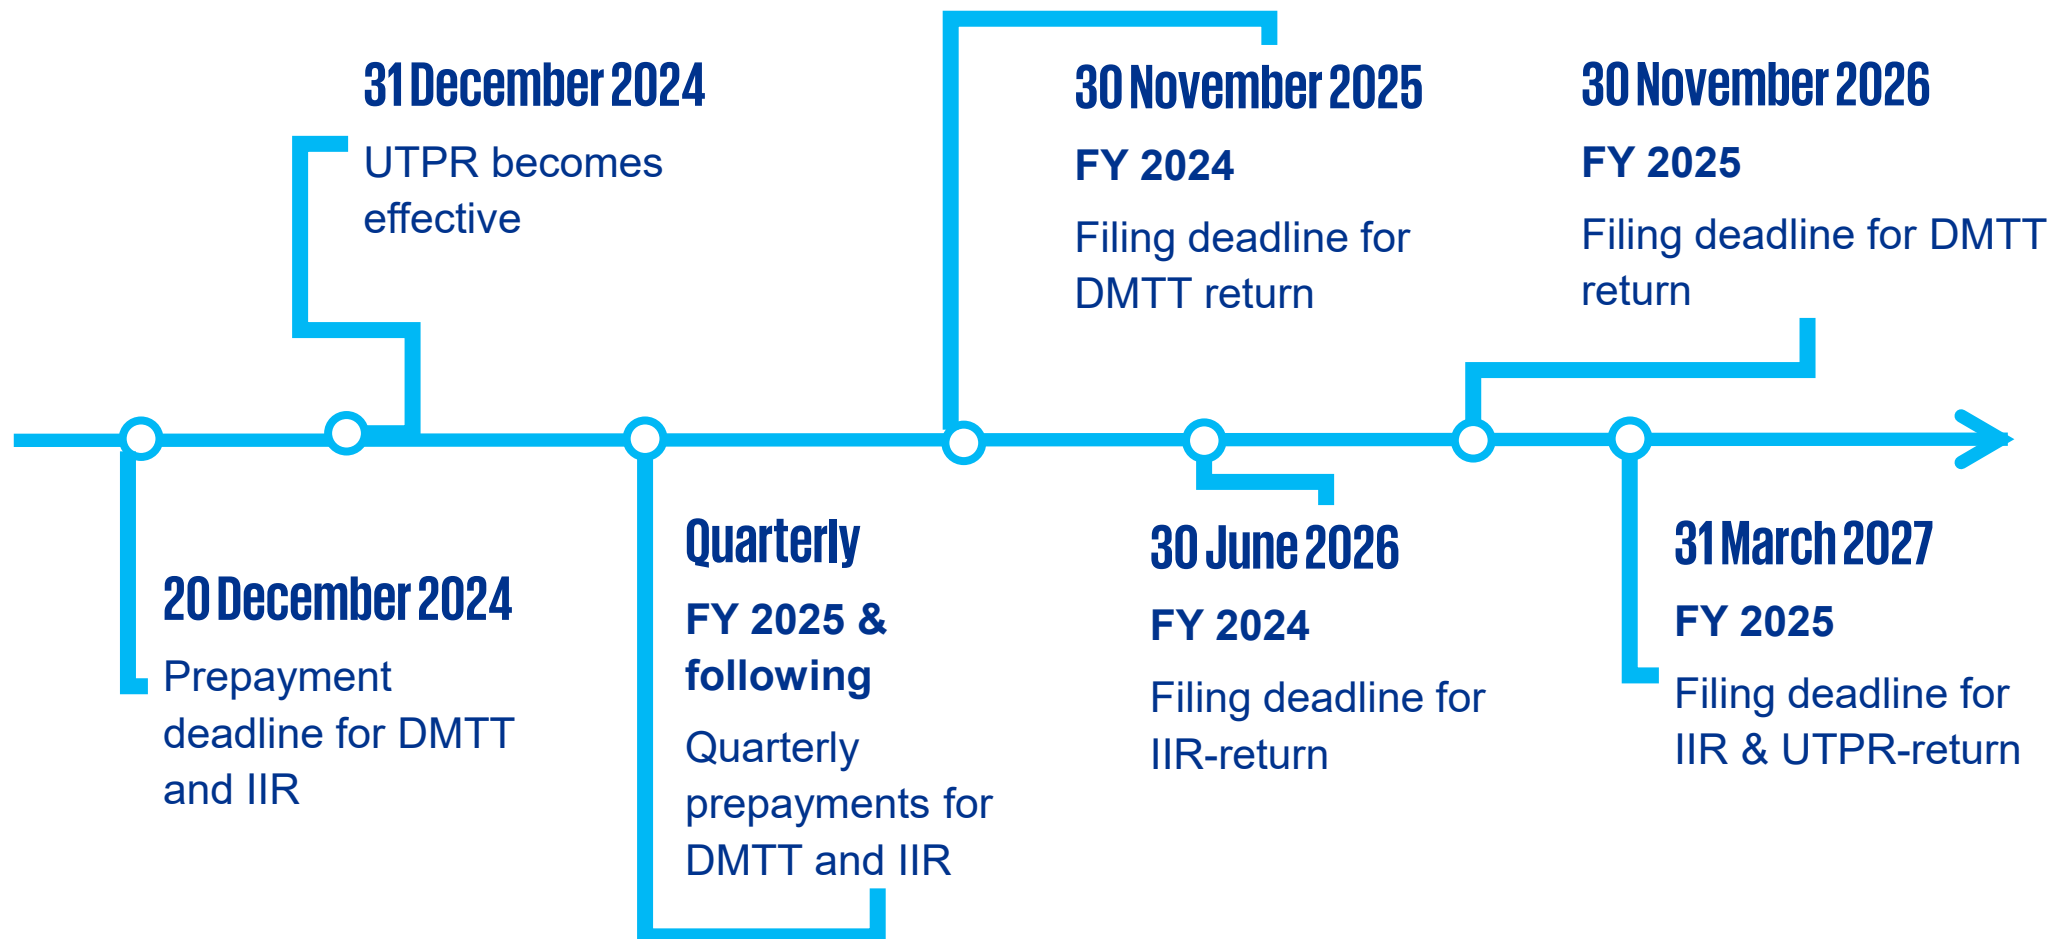 31 December 2024
UTPR becomes
effective
30 November 2025
FY 2024
Filing deadline for
DMTT return
30 November 2026
FY 2025
Filing deadline for DMTT
return
20 December 2024
Prepayment
deadline for DMTT
and IIR
Quarterly
FY 2025 &
following
Quarterly
prepayments for
DMTT and IIR
30 June 2026
FY 2024
Filing deadline for
IIR-return
31 March 2027
FY 2025
Filing deadline for
IIR & UTPR-return